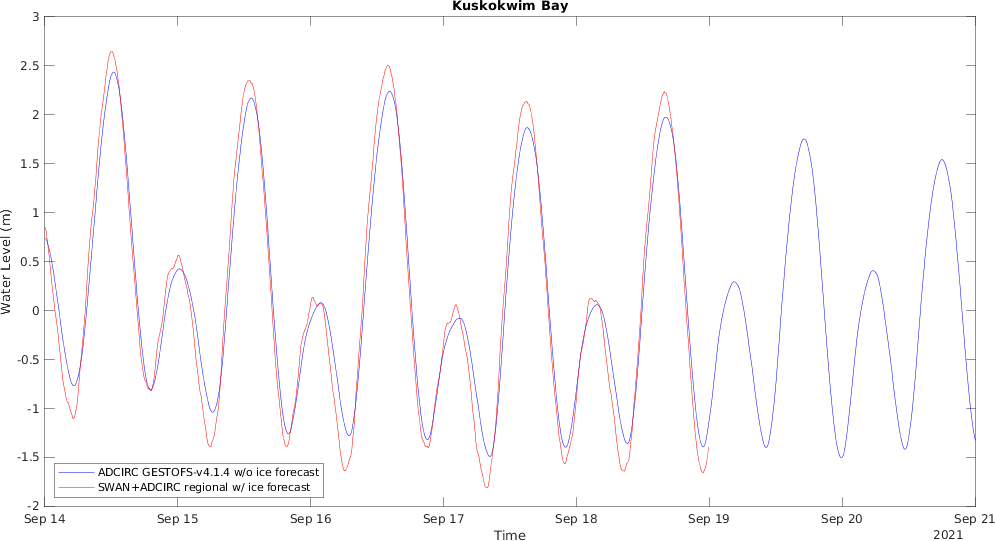 Kuskokwim Bay
3
2.5
2
1.5
1
0.5
0
-0.5
-1
-1.5
-2
Water Level (m)
ADCIRC GESTOFS-v4.1.4 w/o ice forecast
SWAN+ADCIRC regional w/ ice forecast
Sep 14 Sep 15 Sep 16 Sep 17 Sep 18 Sep 19 Sep 20 Sep 21
Time
2021